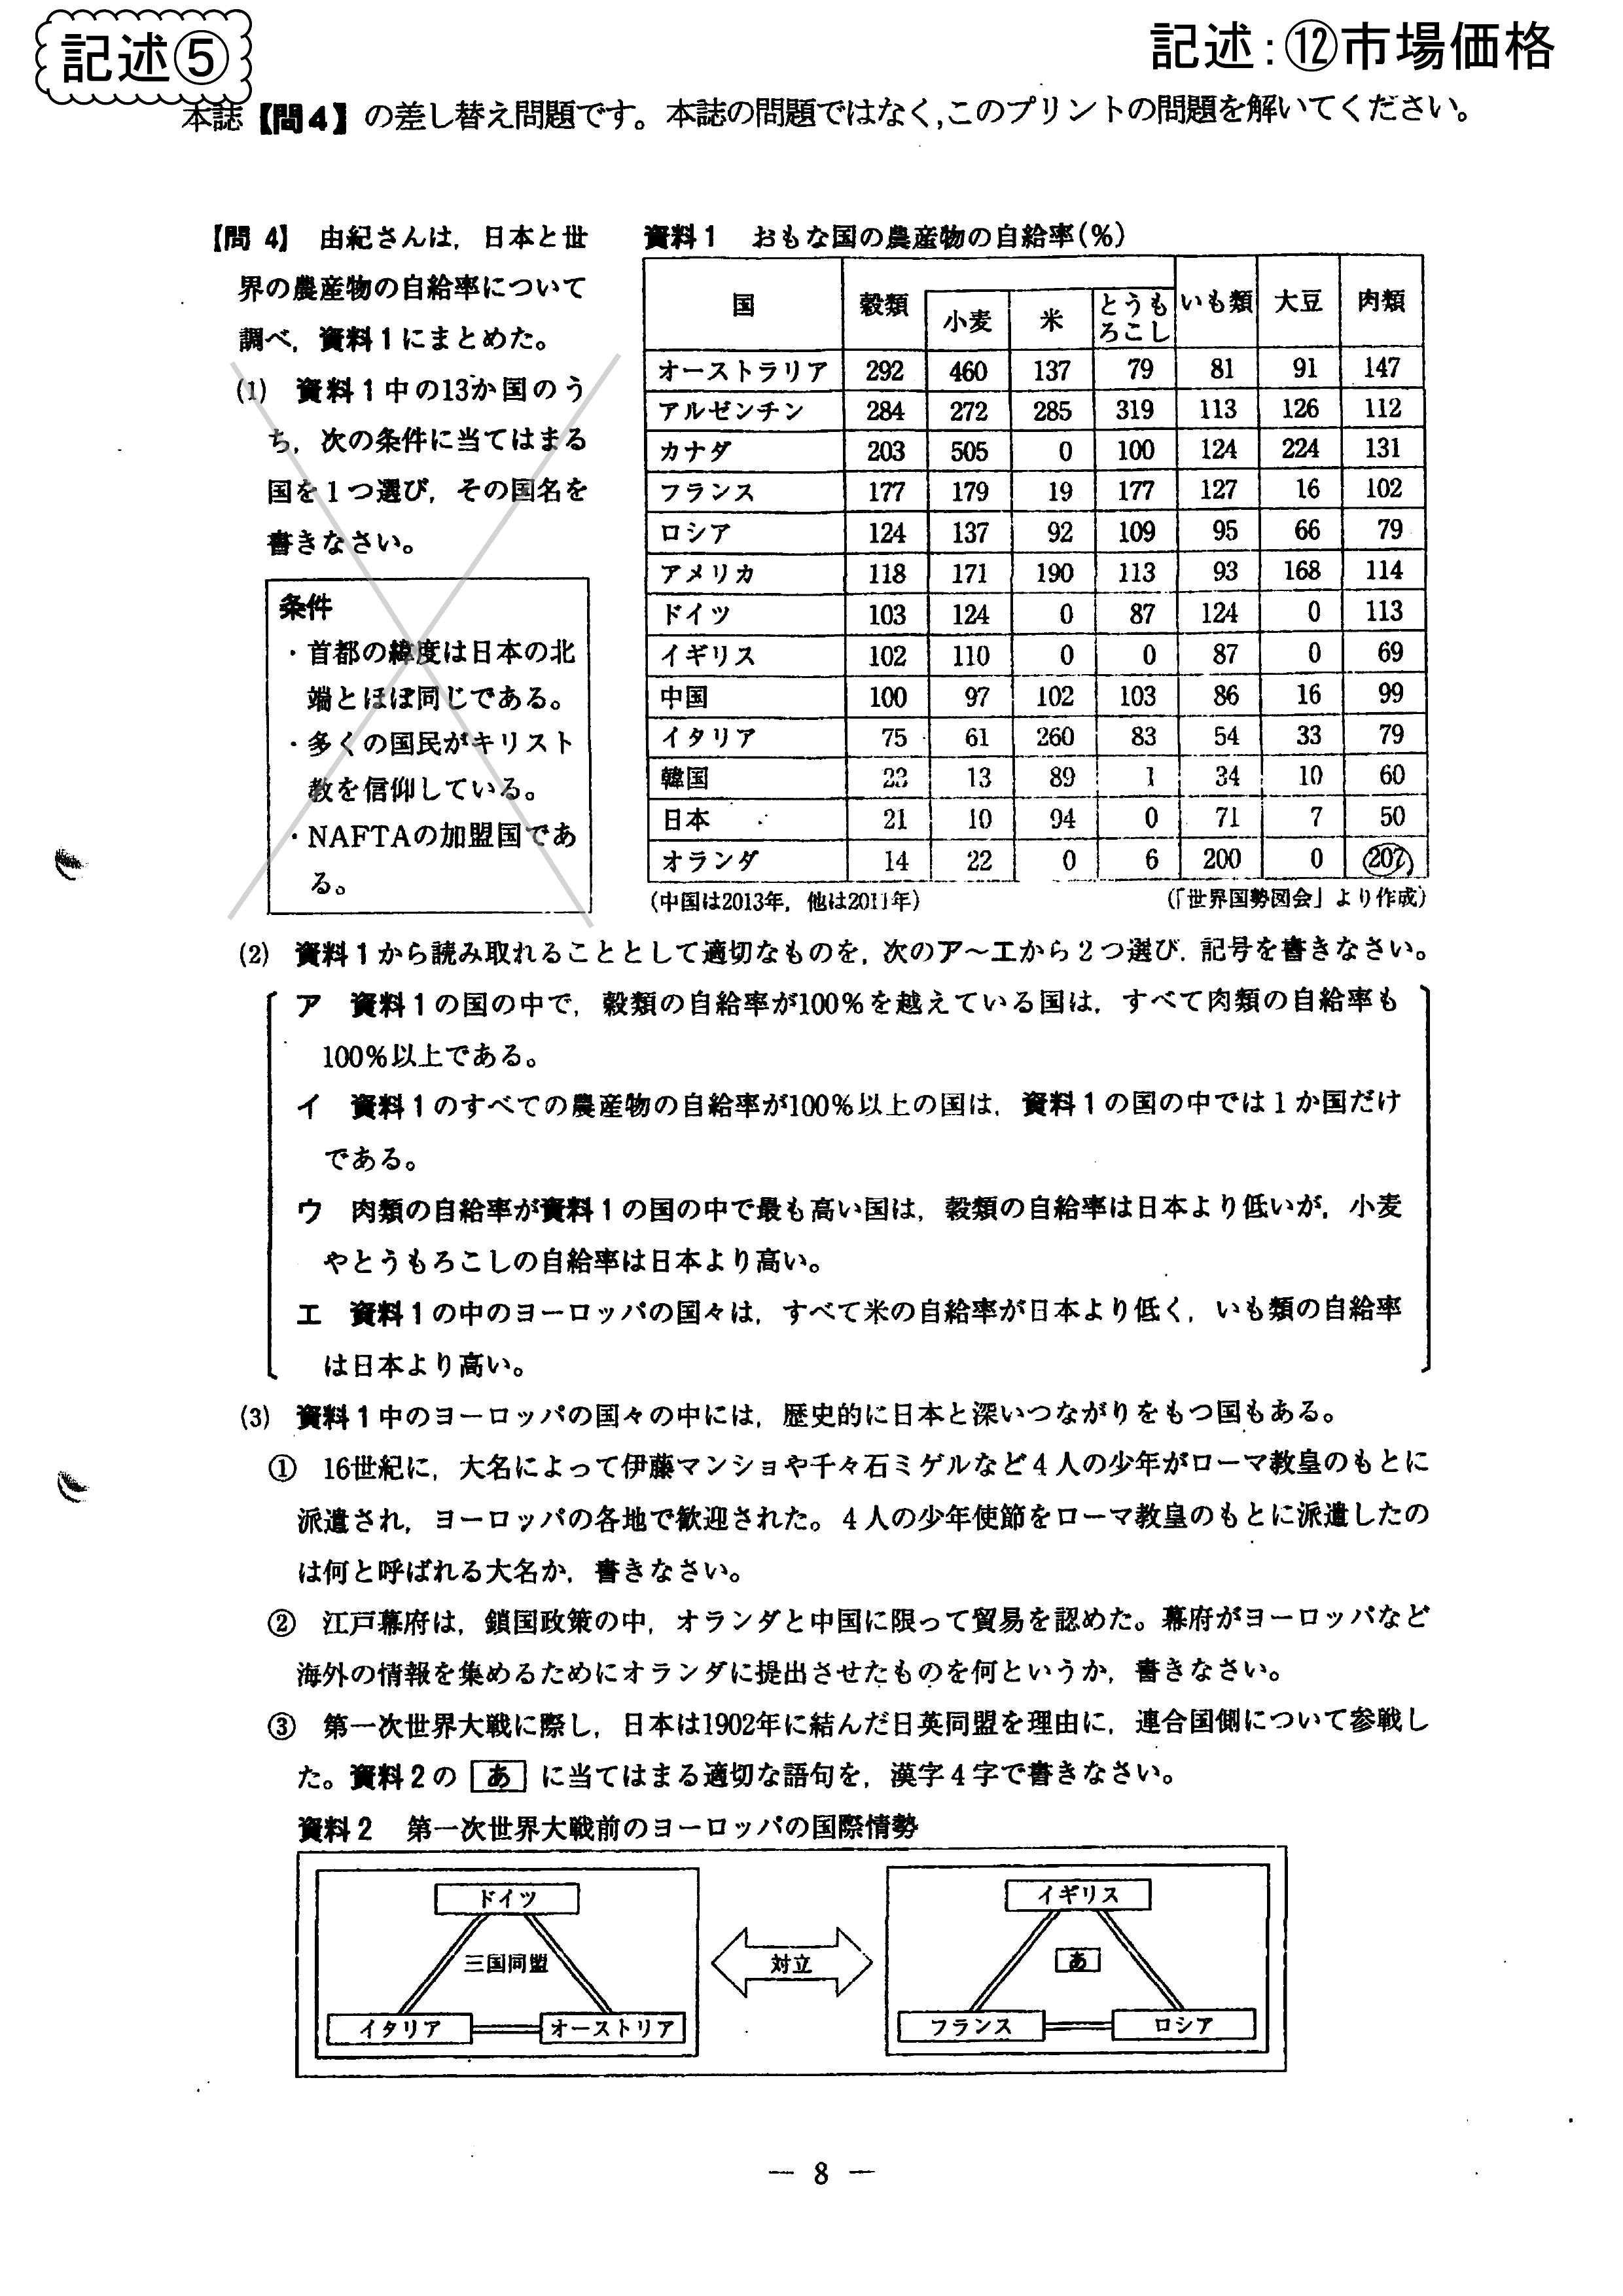 記述⑤
記述:⑫市場価格
本誌【問4】の差し替え問題です。本誌の問題ではなく,このプリントの問題を解いてください。
【問 4】 由紀さんは,日本と世
界の農産物の自給率について
調べ,資料1にまとめた。
(1) 資料1中の13か国のう
ち,次の条件に当てはまる
国を1つ選び,その国名を
書きなさい。
条件
・首都の緯度は日本の北
端とほぼ同じである。
・多くの国民がキリスト
教を信仰している。
・NAFTAの加盟国であ
る。
資料1 おもな国の農産物の自給率(%)
国 穀類 小麦 米 とうもろこし いも類 大豆 肉類
オーストラリア 292 460 137 79 81 91 147
アルゼンチン 284 272 285 319 113 126 112
カナダ 203 505 0 100 124 224 131
フランス 177 179 19 177 127 16 102
ロシア 124 137 92 109 95 66 79
アメリカ 118 171 190 113 93 168 114
ドイツ 103 124 0 87 124 0 113
イギリス 102 110 0 0 87 0 69
中国 100 97 102 103 86 16 99
イタリア 75 61 260 83 54 33 79
韓国 23 13 89 1 34 10 60
日本 21 10 94 0 71 7 50
オランダ 14 22 0 6 200 0 202
(中国は2013年,他は2011年) (「世界国勢図会」より作成)
(2) 資料1から読み取れることとして適切なものを,次のア〜エから2つ選び,記号を書きなさい。
ア 資料1の国の中で,穀類の自給率が100%を越えている国は,すべて肉類の自給率も
100%以上である。
イ 資料1のすべての農産物の自給率が100%以上の国は,資料1の国の中では1か国だけ
である。
ウ 肉類の自給率が資料1の国の中で最も高い国は,穀類の自給率は日本より低いが,小麦
やとうもろこしの自給率は日本より高い。
エ 資料1の中のヨーロッパの国々は,すべて米の自給率が日本より低く,いも類の自給率
は日本より高い。
(3) 資料1中のヨーロッパの国々の中には,歴史的に日本と深いつながりをもつ国もある。
① 16世紀に,大名によって伊藤マンショや千々石ミゲルなど4人の少年がローマ教皇のもとに
派遣され,ヨーロッパの各地で歓迎された。4人の少年使節をローマ教皇のもとに派遣したの
は何と呼ばれる大名か,書きなさい。
② 江戸幕府は,鎖国政策の中,オランダと中国に限って貿易を認めた。幕府がヨーロッパなど
海外の情報を集めるためにオランダに提出させたものを何というか,書きなさい。
③ 第一次世界大戦に際し,日本は1902年に結んだ日英同盟を理由に,連合国側について参戦し
た。資料2の あ に当てはまる適切な語句を,漢字4字で書きなさい。
資料2 第一次世界大戦前のヨーロッパの国際情勢
ドイツ
三国同盟
イタリア オーストリア
対立
イギリス
あ
フランス ロシア
― 8 ―